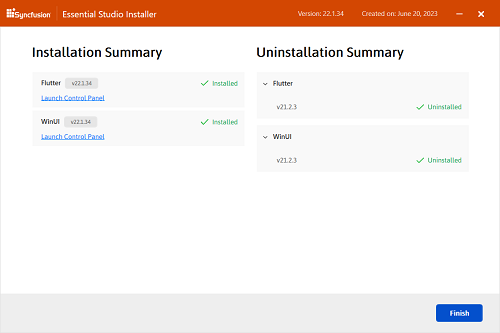 Syncfusion Essential Studio Installer Version: 22.1.34 Created on: June 20, 2023
Installation Summary
Flutter v22.1.34 Installed
Launch Control Panel
WinUI v22.1.34 Installed
Launch Control Panel
Uninstallation Summary
Flutter
v21.2.3 Uninstalled
WinUI
v21.2.3 Uninstalled
Finish